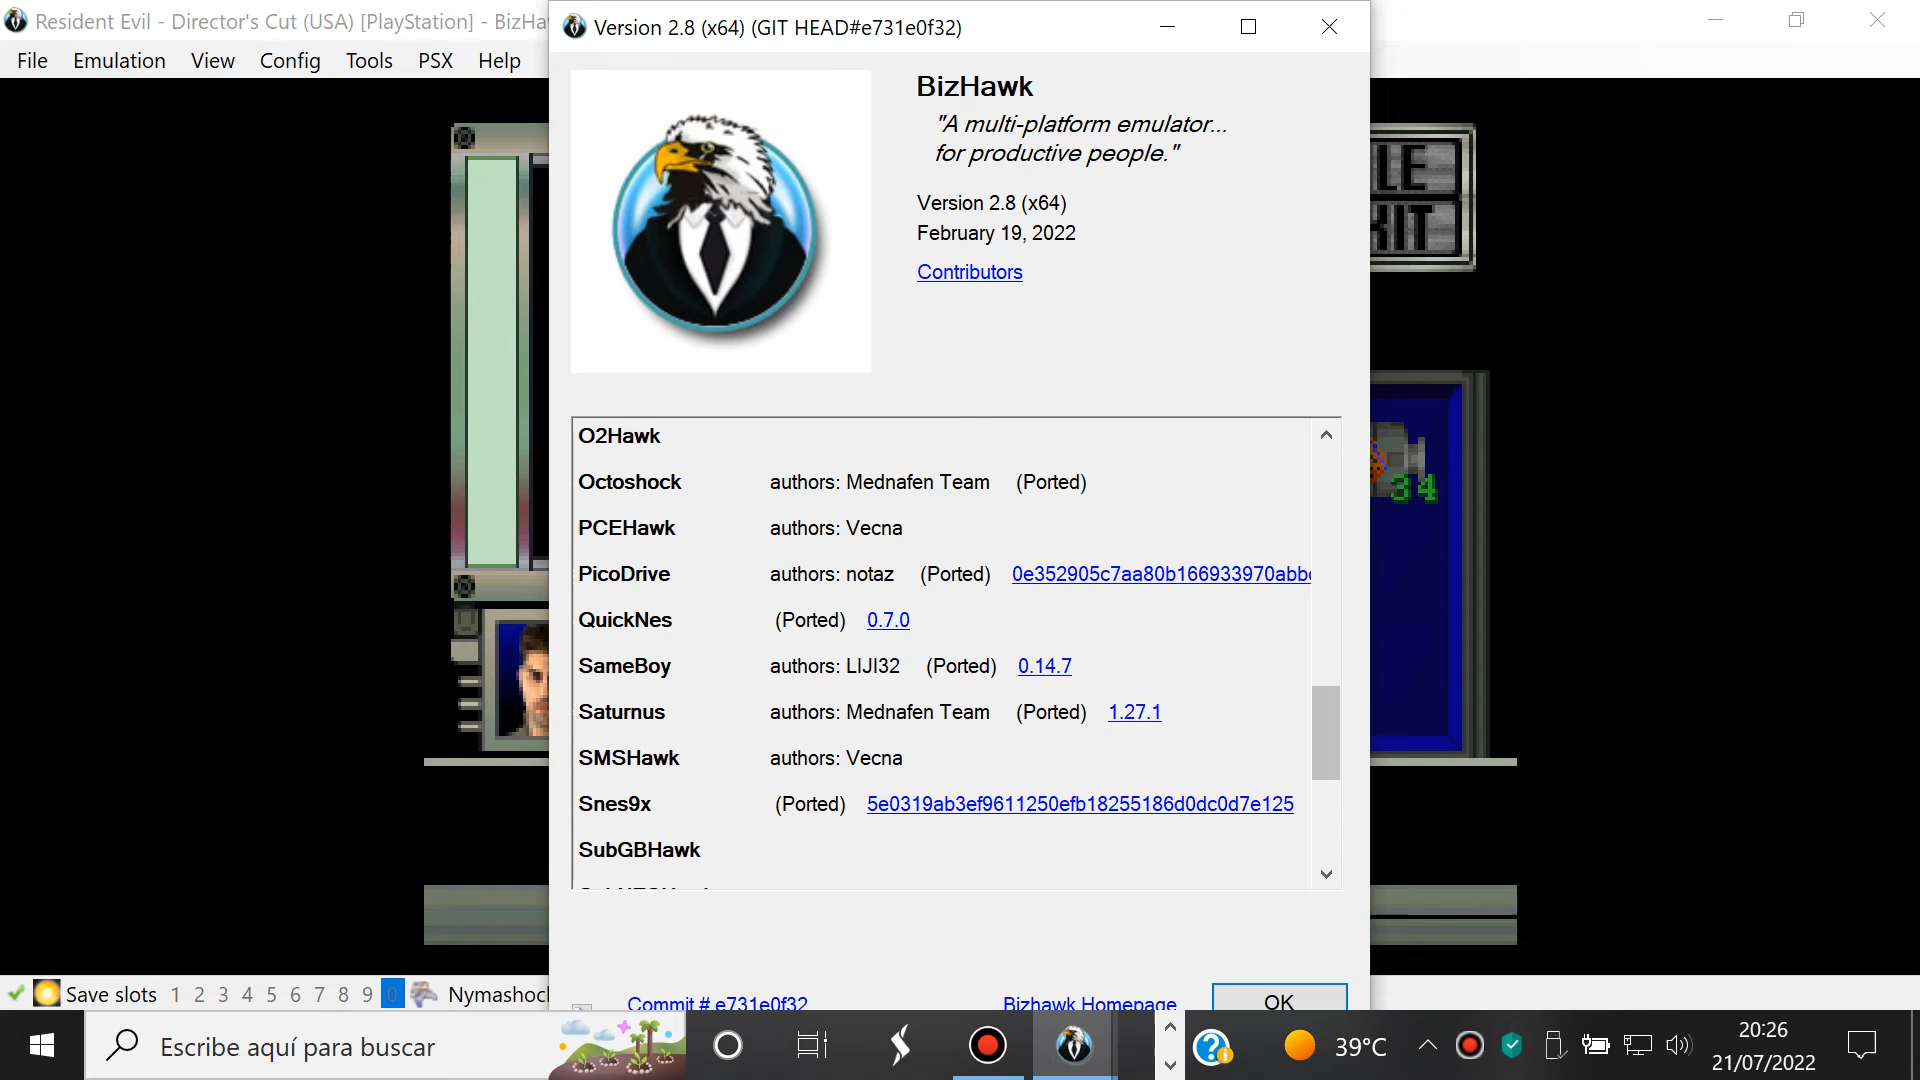 Resident Evil - Director's Cut (USA) [PlayStation] - BizHa
Version 2.8 (x64) (GIT HEAD#e731e0f32)
File Emulation View Config Tools PSX Help
BizHawk
"A multi-platform emulator...
for productive people."
Version 2.8 (x64)
February 19, 2022
Contributors
LE
XIT
O2Hawk
Octoshock authors: Mednafen Team (Ported)
PCEHawk authors: Vecna
PicoDrive authors: notaz (Ported) 0e352905c7aa80b166933970abb
QuickNes (Ported) 0.7.0
SameBoy authors: LIJI32 (Ported) 0.14.7
Saturnus authors: Mednafen Team (Ported) 1.27.1
SMSHawk authors: Vecna
Snes9x (Ported) 5e0319ab3ef9611250efb18255186d0dc0d7e125
SubGBHawk
34
Commit # e731e0f32 Bizhawk Homepage OK
Save slots 1 2 3 4 5 6 7 8 9 0 Nymashoc
Escribe aquí para buscar
39°C
20:26
21/07/2022